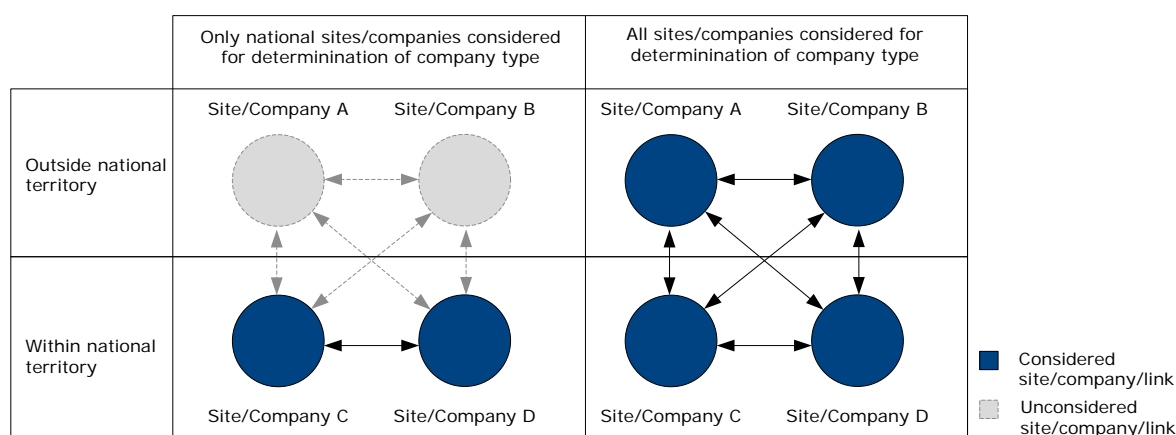 Only national sites/companies considered
for determinination of company type
All sites/companies considered for
determinination of company type
Outside national
territory
Site/Company A
Site/Company B
Site/Company A
Site/Company B
Within national
territory
Site/Company C
Site/Company D
Site/Company C
Site/Company D
Considered
site/company/link
Unconsidered
site/company/link